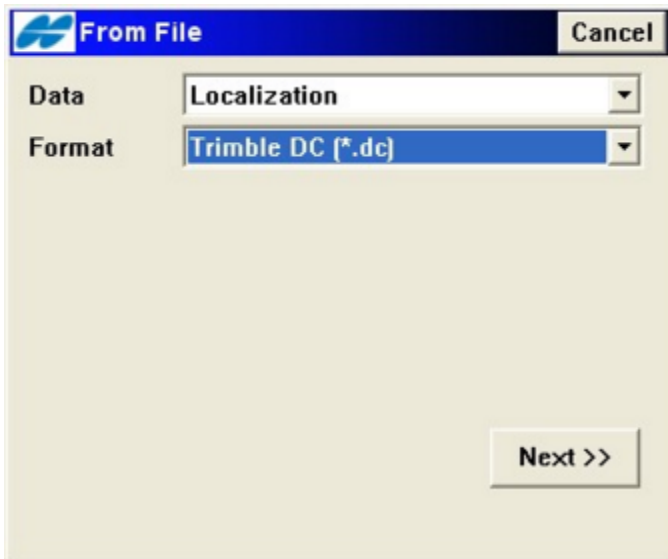 From File Cancel
Data Localization
Format Trimble DC (*.dc)
Next >>